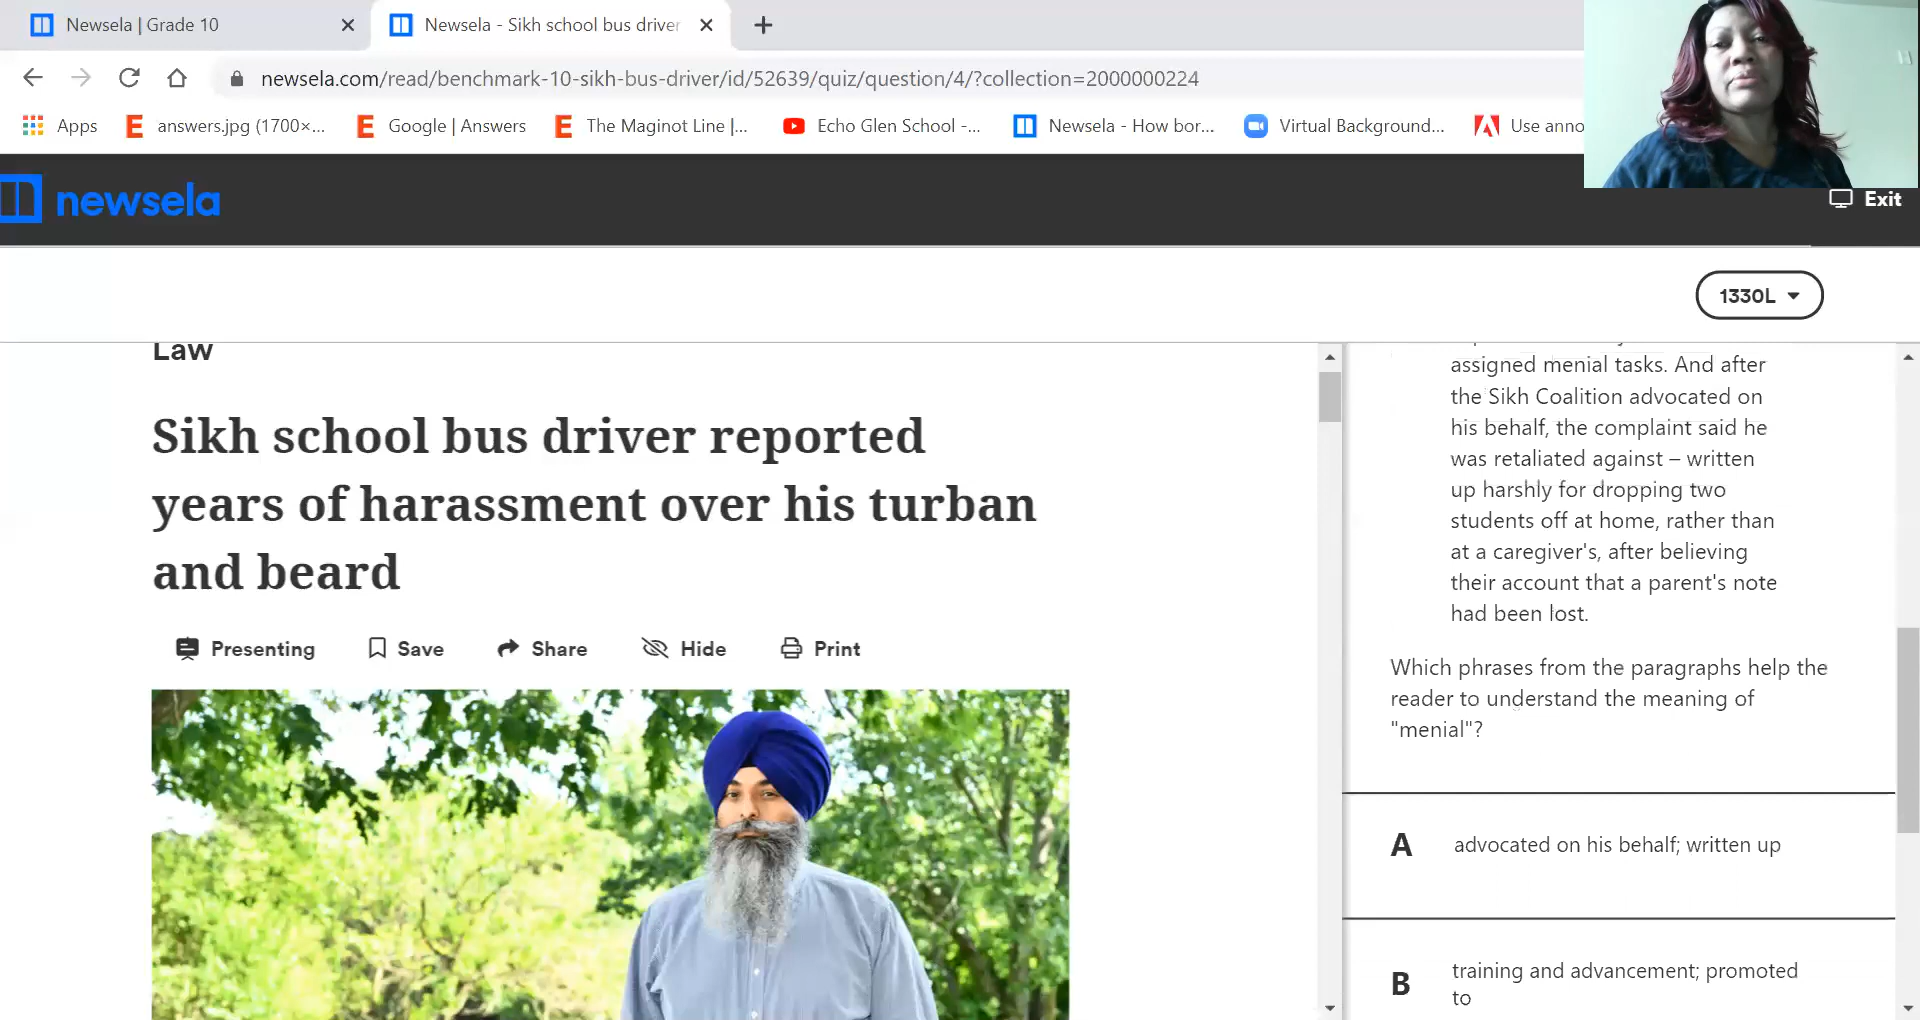 Newsela | Grade 10
Newsela - Sikh school bus driver
newsela.com/read/benchmark-10-sikh-bus-driver/id/52639/quiz/question/4/?collection=2000000224
Apps
answers.jpg (1700×...
Google | Answers
The Maginot Line |...
Echo Glen School -...
Newsela - How bor...
Virtual Background...
Use anno
newsela
Exit
1330L
Law
Sikh school bus driver reported
years of harassment over his turban
and beard
Presenting
Save
Share
Hide
Print
assigned menial tasks. And after
the Sikh Coalition advocated on
his behalf, the complaint said he
was retaliated against – written
up harshly for dropping two
students off at home, rather than
at a caregiver's, after believing
their account that a parent's note
had been lost.
Which phrases from the paragraphs help the
reader to understand the meaning of
"menial"?
A
advocated on his behalf; written up
B
training and advancement; promoted
to